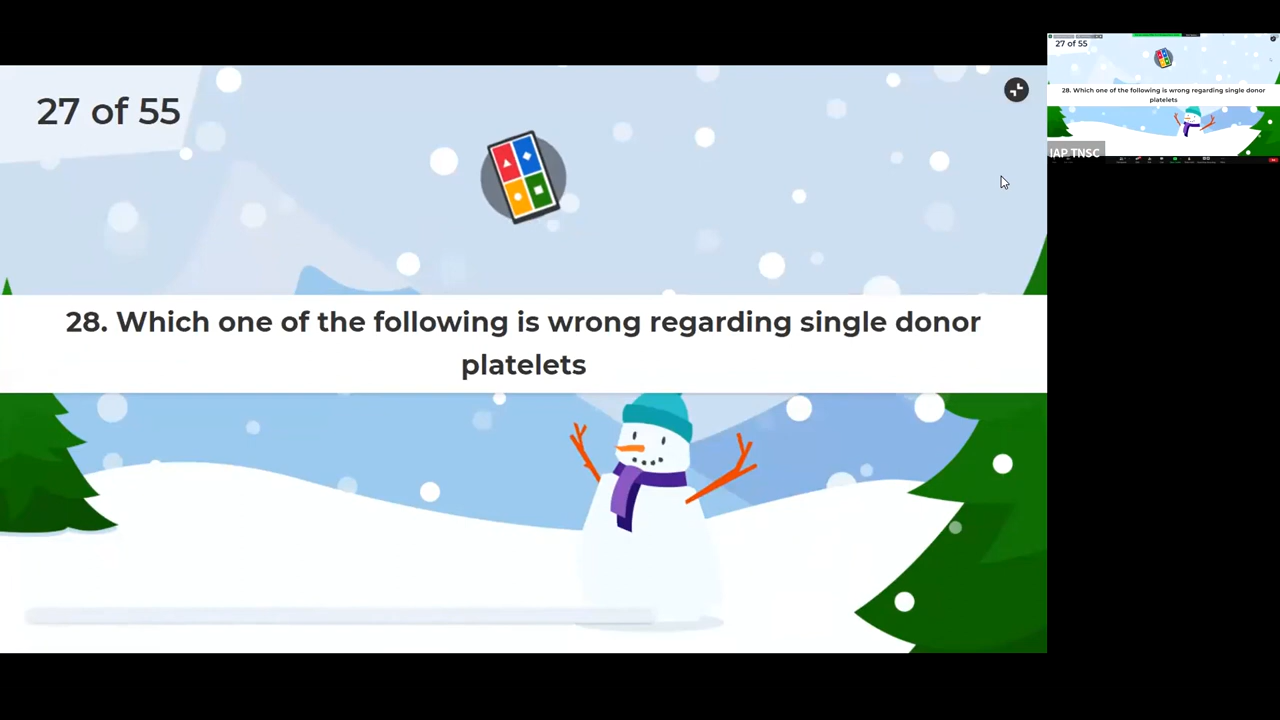 27 of 55
28. Which one of the following is wrong regarding single donor
platelets
27 of 55
28. Which one of the following is wrong regarding single donor
platelets
IAP TNSC